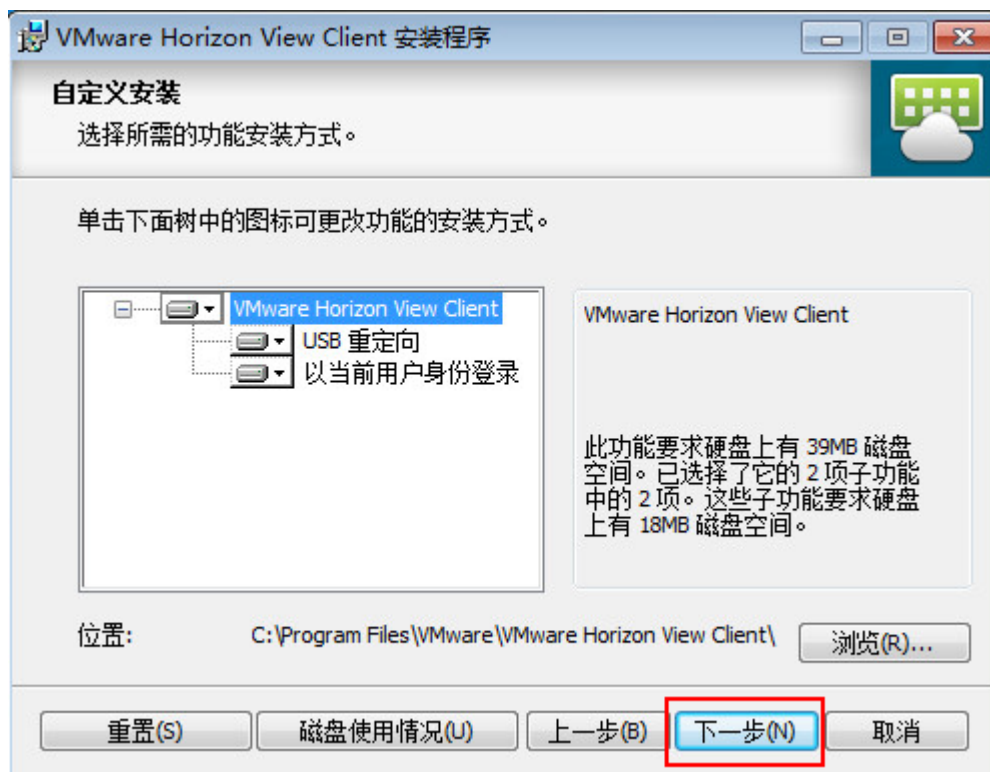 VMware Horizon View Client 安装程序
自定义安装
选择所需的功能安装方式。
单击下面树中的图标可更改功能的安装方式。
VMware Horizon View Client
USB 重定向
以当前用户身份登录
VMware Horizon View Client
此功能要求硬盘上有 39MB 磁盘
空间。已选择了它的 2 项子功能
中的 2 项。这些子功能要求硬盘
上有 18MB 磁盘空间。
位置: C:\Program Files\VMware\VMware Horizon View Client\ 浏览(R)...
重置(S) 磁盘使用情况(U) 上一步(B) 下一步(N) 取消